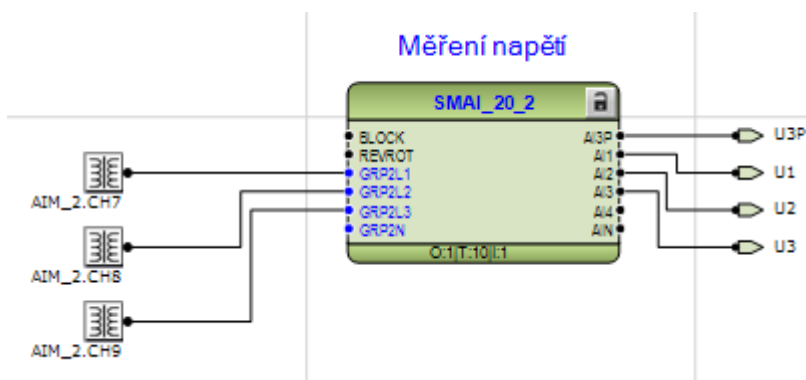 Měření napětí
SMAI_20_2
BLOCK AI3P
REVROT AI1
GRP2L1 AI2
GRP2L2 AI3
GRP2L3 AI4
GRP2N AIN
O:1|T:10|I:1
AIM_2.CH7
AIM_2.CH8
AIM_2.CH9
U3P
U1
U2
U3